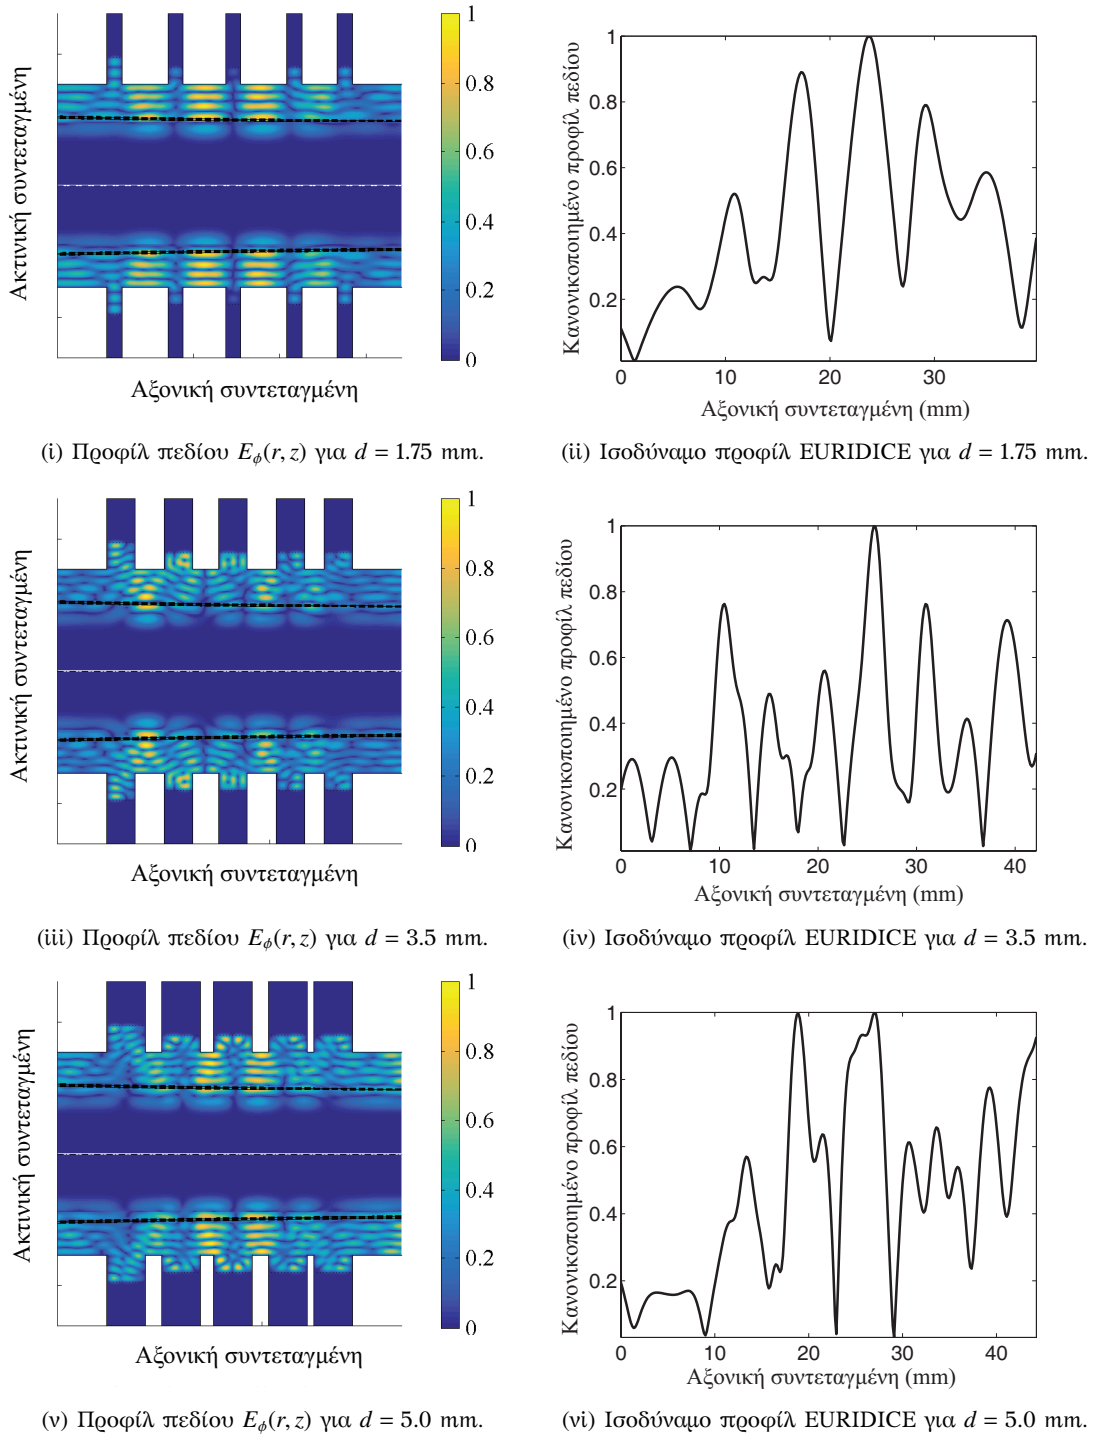 1
0.8
0.6
0.4
0.2
0
Ακτινική συντεταγμένη
Αξονική συντεταγμένη
1
0.8
0.6
0.4
0.2
0
10
20
30
Κανονικοποιημένο προφίλ πεδίου
Αξονική συντεταγμένη (mm)
(i) Προφίλ πεδίου Eϕ(r, z) για d = 1.75 mm.
(ii) Ισοδύναμο προφίλ EURIDICE για d = 1.75 mm.
1
0.8
0.6
0.4
0.2
0
Ακτινική συντεταγμένη
Αξονική συντεταγμένη
1
0.8
0.6
0.4
0.2
0
10
20
30
40
Κανονικοποιημένο προφίλ πεδίου
Αξονική συντεταγμένη (mm)
(iii) Προφίλ πεδίου Eϕ(r, z) για d = 3.5 mm.
(iv) Ισοδύναμο προφίλ EURIDICE για d = 3.5 mm.
1
0.8
0.6
0.4
0.2
0
Ακτινική συντεταγμένη
Αξονική συντεταγμένη
1
0.8
0.6
0.4
0.2
0
10
20
30
40
Κανονικοποιημένο προφίλ πεδίου
Αξονική συντεταγμένη (mm)
(v) Προφίλ πεδίου Eϕ(r, z) για d = 5.0 mm.
(vi) Ισοδύναμο προφίλ EURIDICE για d = 5.0 mm.